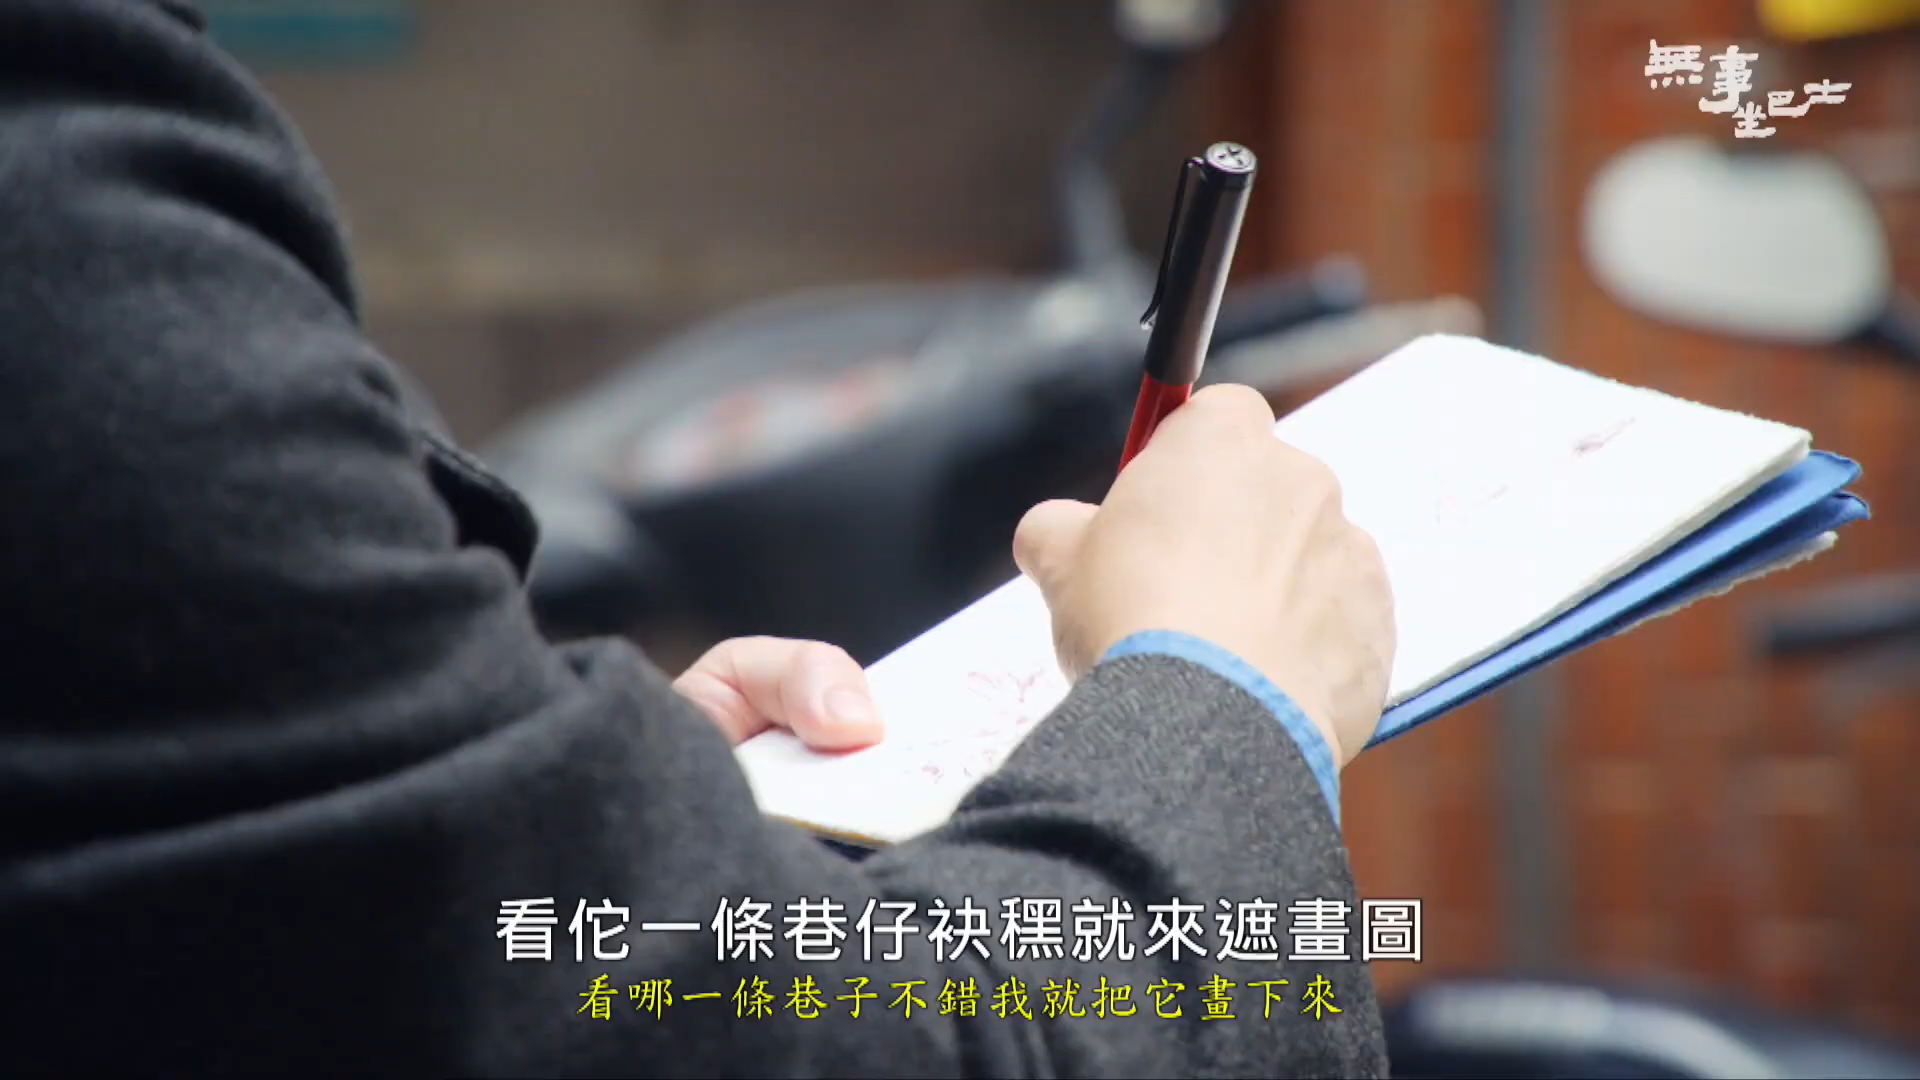 無事坐巴士
看佗一條巷仔袂䆀就來遮畫圖
看哪一條巷子不錯我就把它畫下來